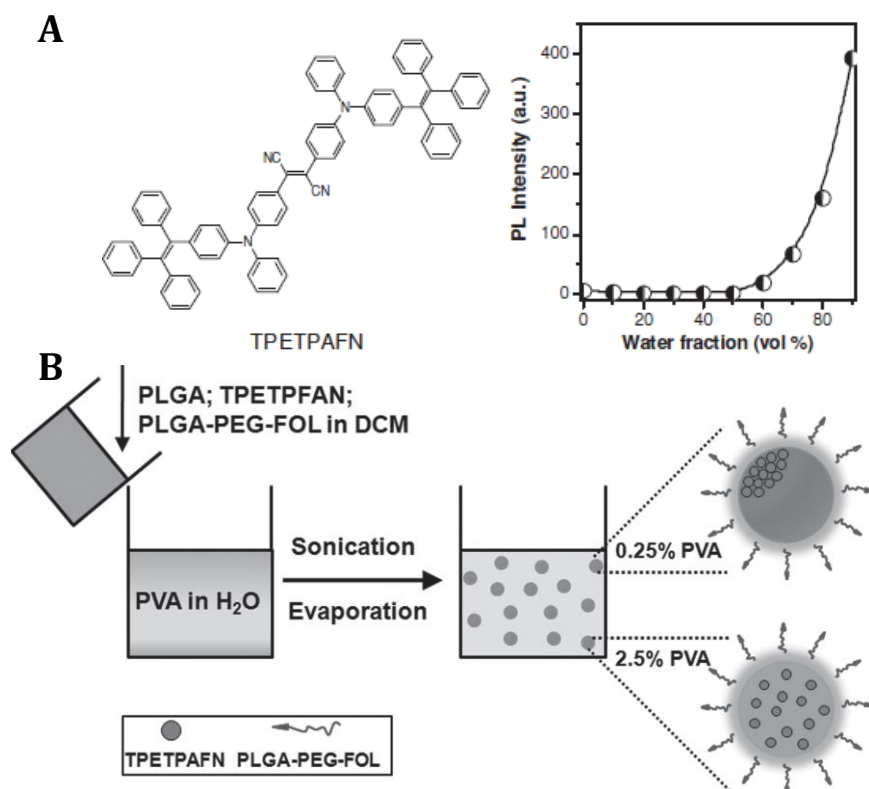 A
N
NC
CN
N
TPETPAFN
PL Intensity (a.u.)
400
300
200
100
0
0 20 40 60 80
Water fraction (vol %)
B
PLGA; TPETPFAN;
PLGA-PEG-FOL in DCM
PVA in H₂O
Sonication
Evaporation
0.25% PVA
2.5% PVA
TPETPAFN PLGA-PEG-FOL